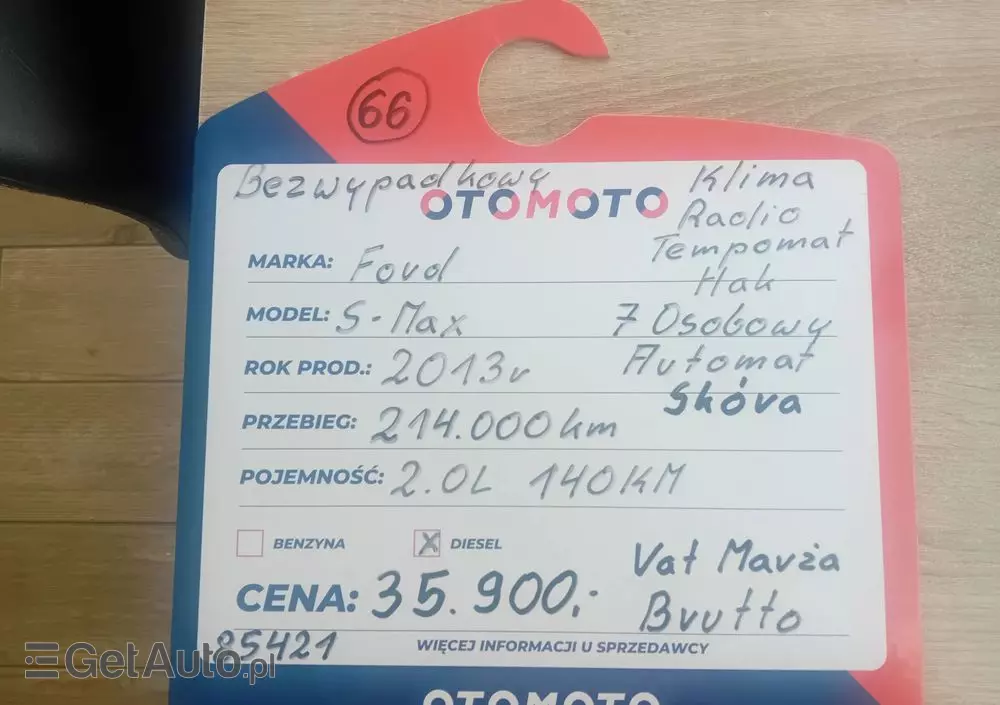 66
Bezwypadkowy
OTOMOTO
Klima
Radio
Tempomat
Hak
7 Osobowy
Automat
Skóra
MARKA: Ford
MODEL: S-Max
ROK PROD.: 2013r
PRZEBIEG: 214.000 km
POJEMNOŚĆ: 2.0L 140KM
BENZYNA
X DIESEL
CENA: 35.900,-
Vat Marża
Brutto
85421
WIĘCEJ INFORMACJI U SPRZEDAWCY
GetAuto.pl
OTOMOTO